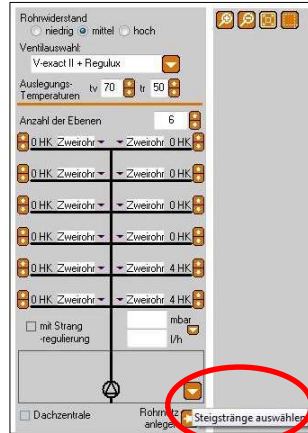 Rohrwiderstand
niedrig mittel hoch
Ventilauswahl:
V-exact II + Regulux
Auslegungs-
Temperaturen tv 70 tr 50
Anzahl der Ebenen 6
0 HK Zweirohr Zweirohr 0 HK
0 HK Zweirohr Zweirohr 0 HK
0 HK Zweirohr Zweirohr 0 HK
0 HK Zweirohr Zweirohr 0 HK
0 HK Zweirohr Zweirohr 4 HK
0 HK Zweirohr Zweirohr 4 HK
mit Strang
-regulierung
mbar
l/h
Dachzentrale
Rohrnetz
anlegen
Steigstränge auswählen